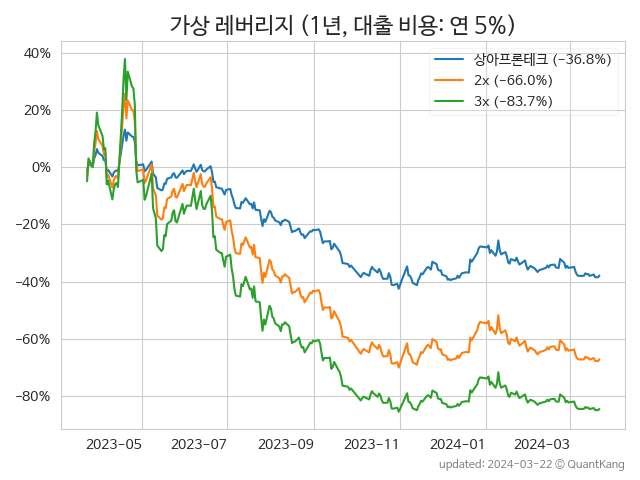 가상 레버리지 (1년, 대출 비용: 연 5%)
상아프론테크 (−36.8%)
2x (−66.0%)
3x (−83.7%)
40%
20%
0%
−20%
−40%
−60%
−80%
2023-05 2023-07 2023-09 2023-11 2024-01 2024-03
updated: 2024-03-22 © QuantKang